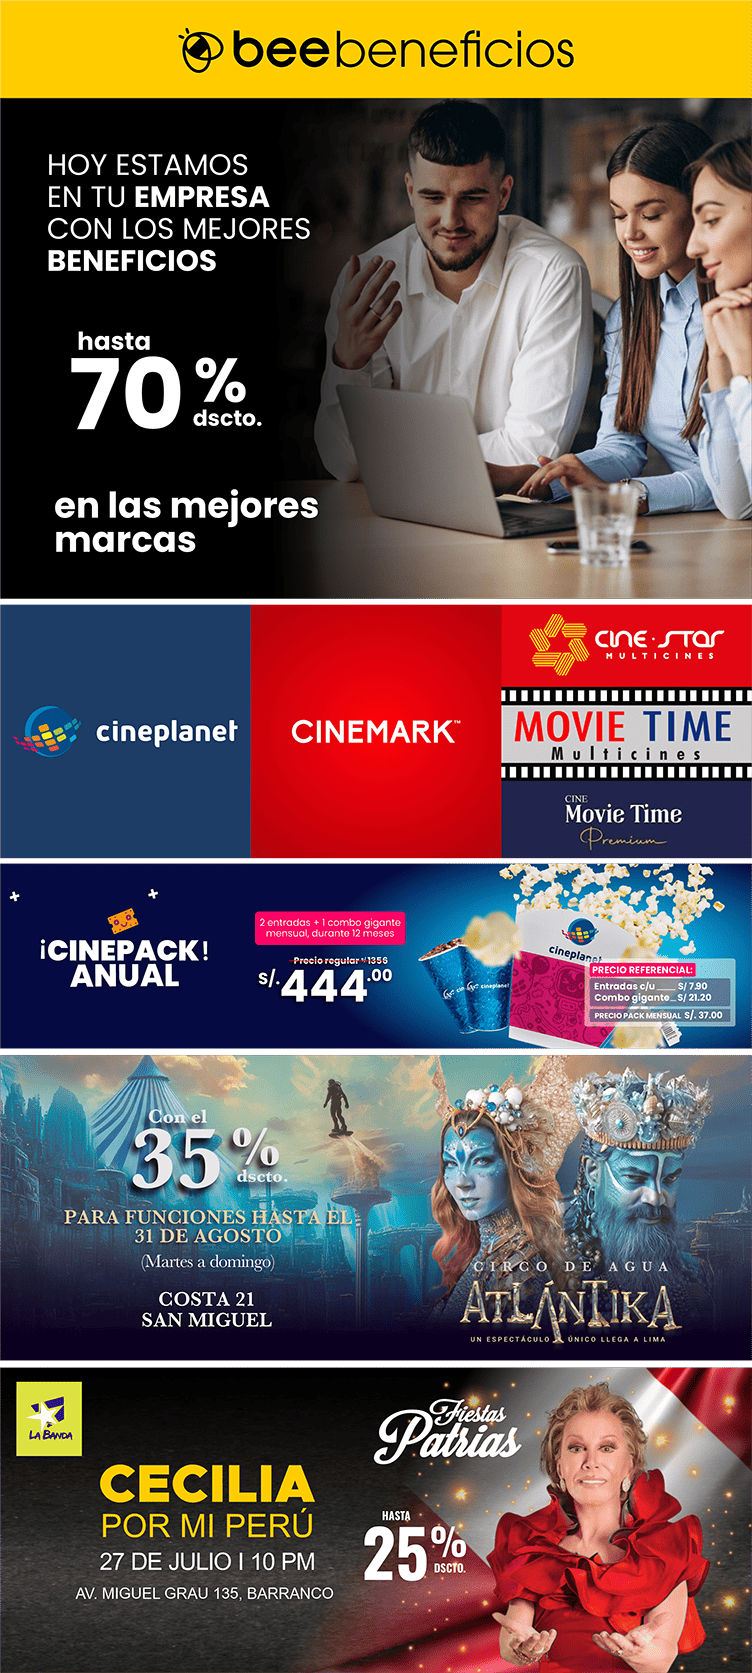 beebeneficios
HOY ESTAMOS
EN TU EMPRESA
CON LOS MEJORES
BENEFICIOS
hasta
70%
dscto.
en las mejores
marcas
cineplanet
CINEMARK™
CINE·STAR
MULTICINES
MOVIE TIME
Multicines
CINE
Movie Time
Premium
¡CINEPACK!
ANUAL
2 entradas + 1 combo gigante
mensual, durante 12 meses
Precio regular s/ 1356
S/.444.00
cineplanet
cineplanet
PRECIO REFERENCIAL:
Entradas c/u ____ S/ 7.90
Combo gigante_ S/ 21.20
PRECIO PACK MENSUAL S/. 37.00
Con el
35%
dscto.
PARA FUNCIONES HASTA EL
31 DE AGOSTO
(Martes a domingo)
COSTA 21
SAN MIGUEL
CIRCO DE AGUA
ATLÁNTIKA
UN ESPECTÁCULO ÚNICO LLEGA A LIMA
LA BANDA
Fiestas
Patrias
CECILIA
POR MI PERÚ
27 DE JULIO I 10 PM
AV. MIGUEL GRAU 135, BARRANCO
HASTA
25%
DSCTO.